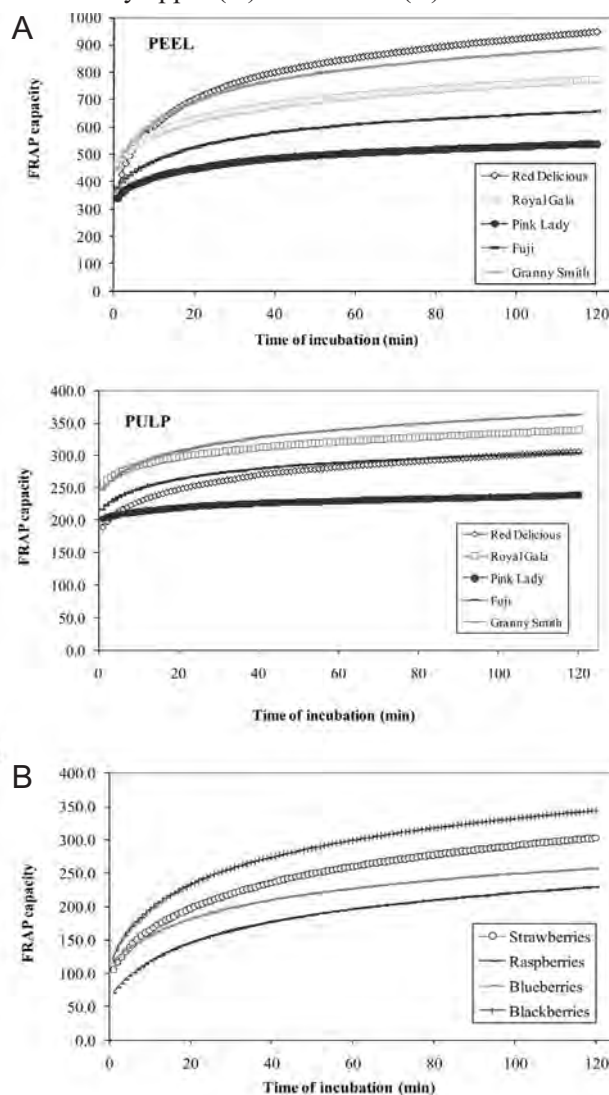 A
PEEL
FRAP capacity
1000
900
800
700
600
500
400
300
200
100
0
Red Delicious
Royal Gala
Pink Lady
Fuji
Granny Smith
0 20 40 60 80 100 120
Time of incubation (min)
PULP
FRAP capacity
400.0
350.0
300.0
250.0
200.0
150.0
100.0
50.0
0.0
Red Delicious
Royal Gala
Pink Lady
Fuji
Granny Smith
0 20 40 60 80 100 120
Time of incubation (min)
B
FRAP capacity
400.0
350.0
300.0
250.0
200.0
150.0
100.0
50.0
0.0
Strawberries
Raspberries
Blueberries
Blackberries
0 20 40 60 80 100 120
Time of incubation (min)